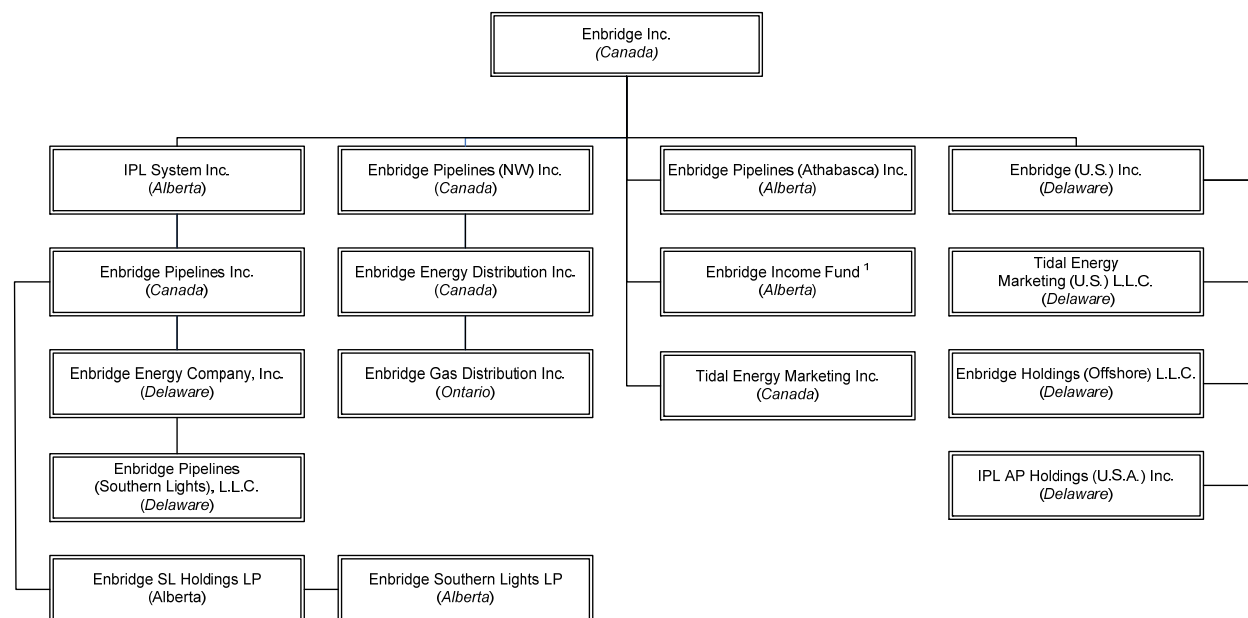 Enbridge Inc.
(Canada)
IPL System Inc.
(Alberta)
Enbridge Pipelines (NW) Inc.
(Canada)
Enbridge Pipelines (Athabasca) Inc.
(Alberta)
Enbridge (U.S.) Inc.
(Delaware)
Enbridge Pipelines Inc.
(Canada)
Enbridge Energy Distribution Inc.
(Canada)
Enbridge Income Fund ¹
(Alberta)
Tidal Energy
Marketing (U.S.) L.L.C.
(Delaware)
Enbridge Energy Company, Inc.
(Delaware)
Enbridge Gas Distribution Inc.
(Ontario)
Tidal Energy Marketing Inc.
(Canada)
Enbridge Holdings (Offshore) L.L.C.
(Delaware)
Enbridge Pipelines
(Southern Lights), L.L.C.
(Delaware)
IPL AP Holdings (U.S.A.) Inc.
(Delaware)
Enbridge SL Holdings LP
(Alberta)
Enbridge Southern Lights LP
(Alberta)